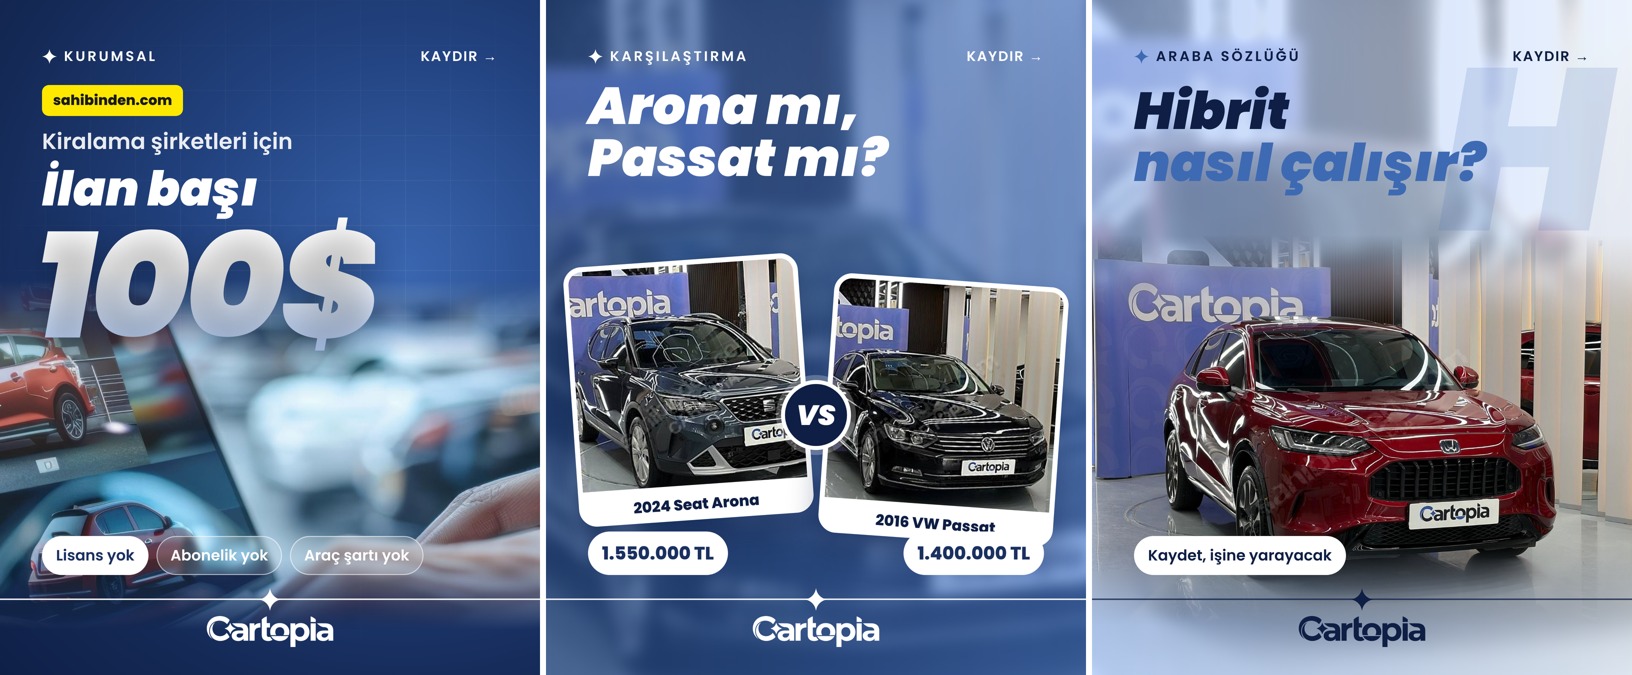 KURUMSAL
KAYDIR →
sahibinden.com
Kiralama şirketleri için
İlan başı
100$
Lisans yok
Abonelik yok
Araç şartı yok
Cartopia
KARŞILAŞTIRMA
KAYDIR →
Arona mı,
Passat mı?
artopia
topia
VS
Cartop
Cartopia
2024 Seat Arona
2016 VW Passat
1.550.000 TL
1.400.000 TL
Cartopia
ARABA SÖZLÜĞÜ
KAYDIR →
H
Hibrit
nasıl çalışır?
Cartopia
Cartopia
Kaydet, işine yarayacak
Cartopia